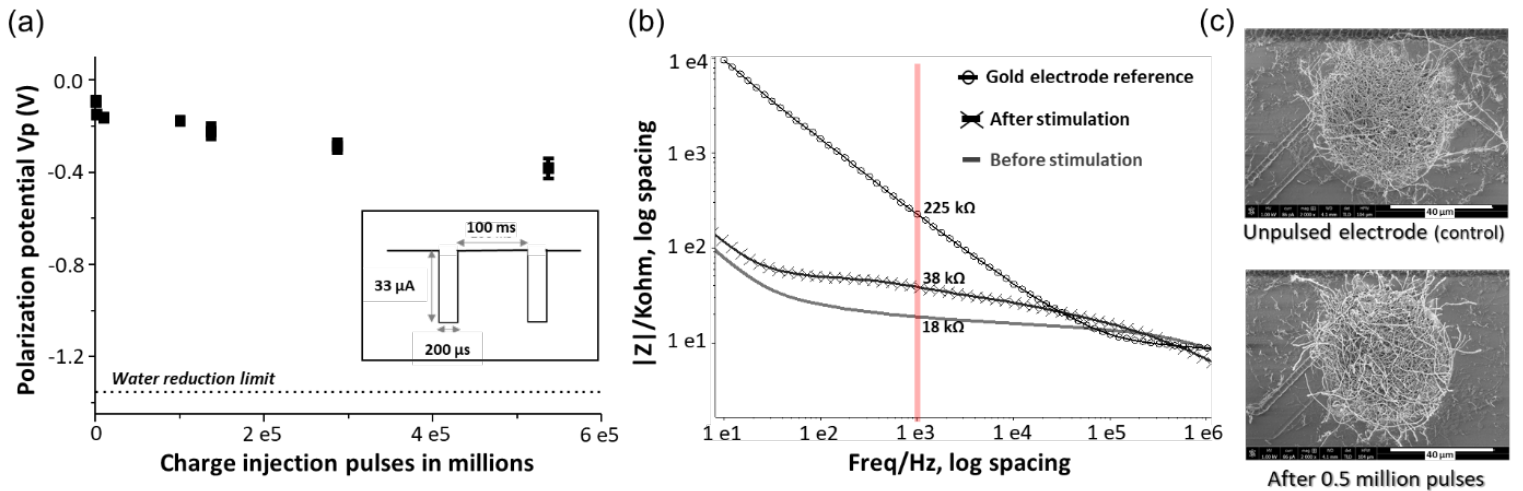 (a)
Polarization potential Vp (V)
0.0
-0.4
-0.8
-1.2
Water reduction limit
100 ms
33 µA
200 µs
0
2 e5
4 e5
6 e5
Charge injection pulses in millions
(b)
|Z|/Kohm, log spacing
1 e4
1 e3
1 e2
1 e1
Gold electrode reference
After stimulation
Before stimulation
225 kΩ
38 kΩ
18 kΩ
1 e1
1 e2
1 e3
1 e4
1 e5
1 e6
Freq/Hz, log spacing
(c)
40 µm
Unpulsed electrode (control)
40 µm
After 0.5 million pulses